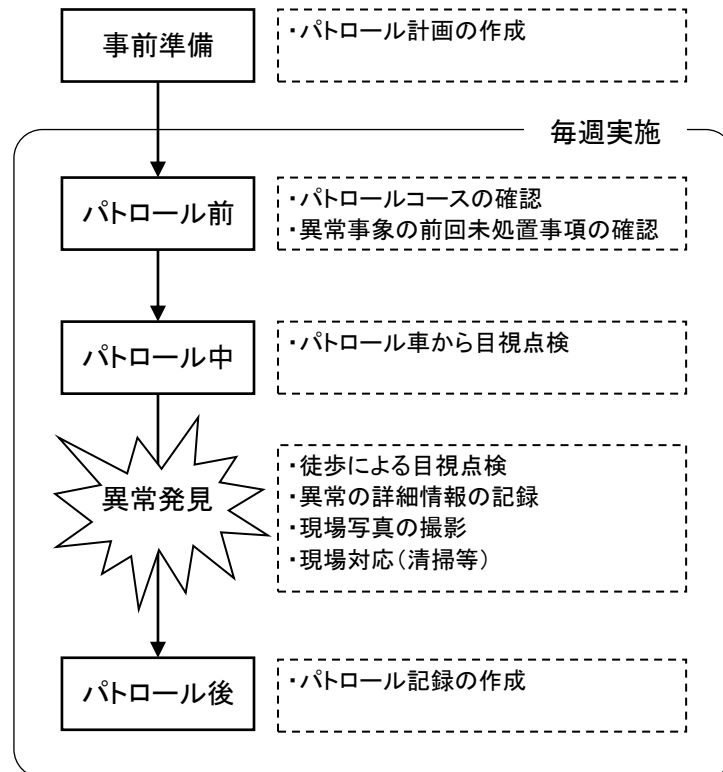 事前準備
・パトロール計画の作成
毎週実施
パトロール前
・パトロールコースの確認
・異常事象の前回未処置事項の確認
パトロール中
・パトロール車から目視点検
異常発見
・徒歩による目視点検
・異常の詳細情報の記録
・現場写真の撮影
・現場対応(清掃等)
パトロール後
・パトロール記録の作成